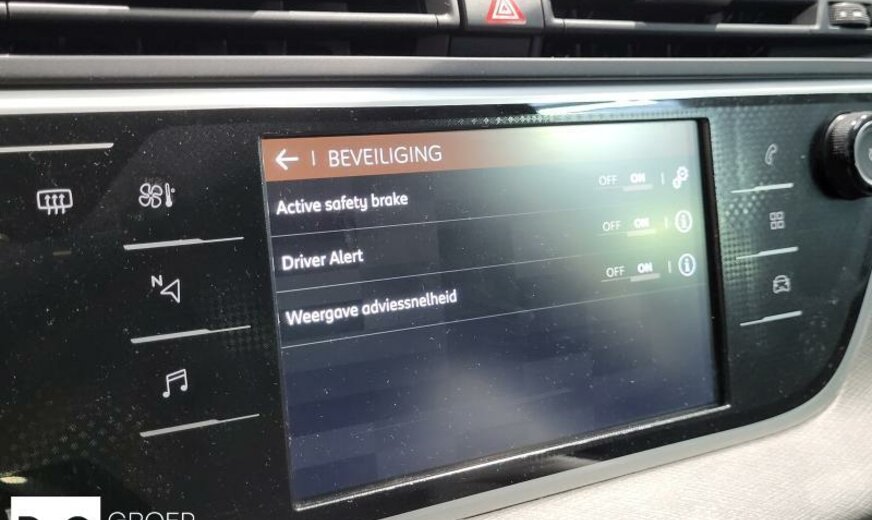 BEVEILIGING
Active safety brake OFF ON
Driver Alert OFF ON
Weergave adviessnelheid OFF ON
N
GROEP